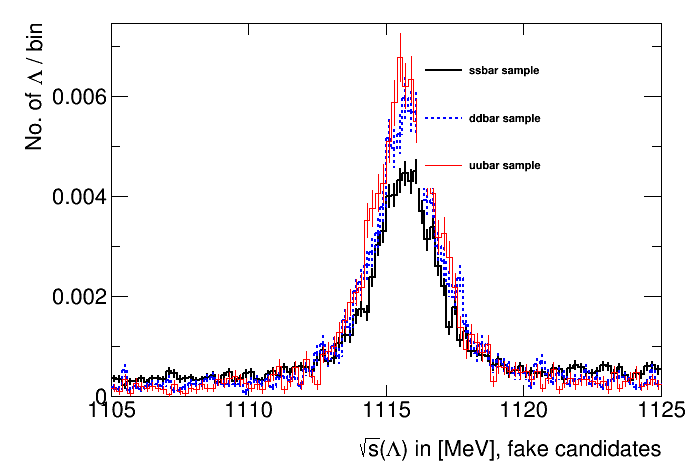 No. of Λ / bin
0.006
0.004
0.002
0
ssbar sample
ddbar sample
uubar sample
1105 1110 1115 1120 1125
√s(Λ) in [MeV], fake candidates